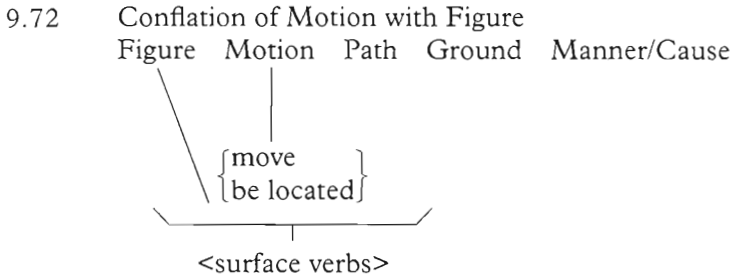 9.72 Conflation of Motion with Figure
Figure Motion Path Ground Manner/Cause
move
be located
<surface verbs>